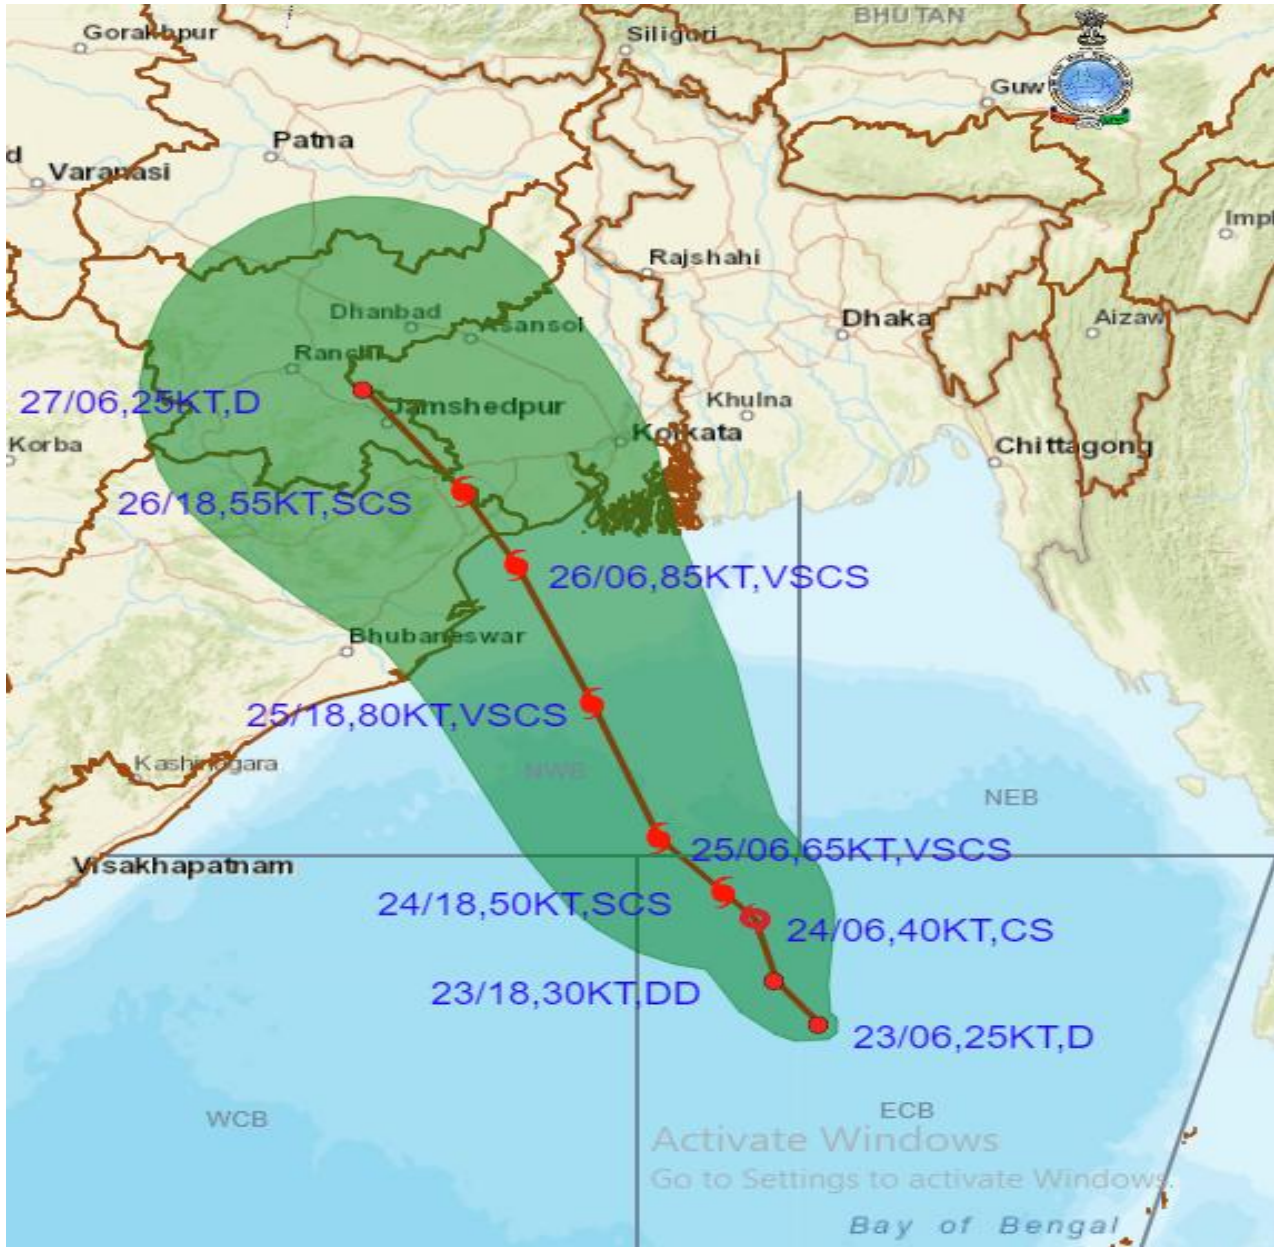 BHUTAN
Gorakhpur
Siliguri
Guw
Patna
d
Varanasi
Impl
Rajshahi
Dhanbad
Asansol
Dhaka
Aizaw
Ranchi
27/06,25KT,D
Jamshedpur
Khulna
Kolkata
Korba
Chittagong
26/18,55KT,SCS
26/06,85KT,VSCS
Bhubaneswar
25/18,80KT,VSCS
Kashinagara
NWB
NEB
25/06,65KT,VSCS
Visakhapatnam
24/18,50KT,SCS
24/06,40KT,CS
23/18,30KT,DD
23/06,25KT,D
WCB
ECB
Activate Windows
Go to Settings to activate Windows.
Bay of Bengal